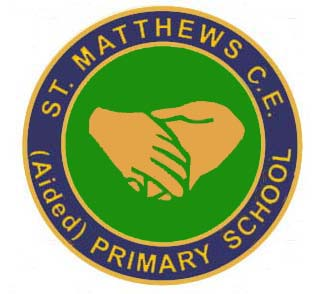 ST. MATTHEWS C.E.
(Aided) PRIMARY SCHOOL